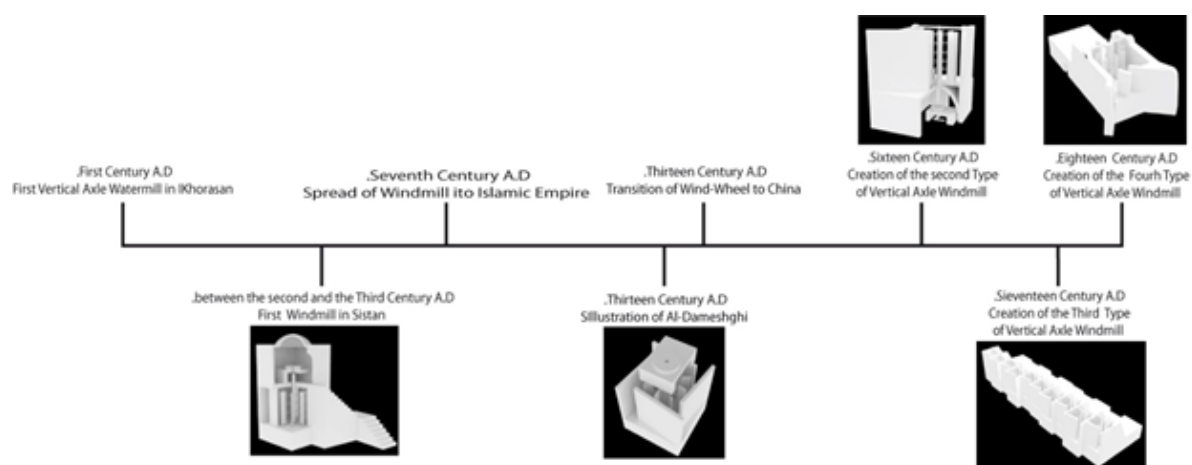 .First Century A.D
First Vertical Axle Watermill in IKhorasan
.between the second and the Third Century A.D
First Windmill in Sistan
.Seventh Century A.D
Spread of Windmill ito Islamic Empire
.Thirteen Century A.D
SIllustration of Al-Dameshghi
.Thirteen Century A.D
Transition of Wind-Wheel to China
.Sixteen Century A.D
Creation of the second Type
of Vertical Axle Windmill
.Sieventeen Century A.D
Creation of the Third Type
of Vertical Axle Windmill
.Eighteen Century A.D
Creation of the Fourh Type
of Vertical Axle Windmill